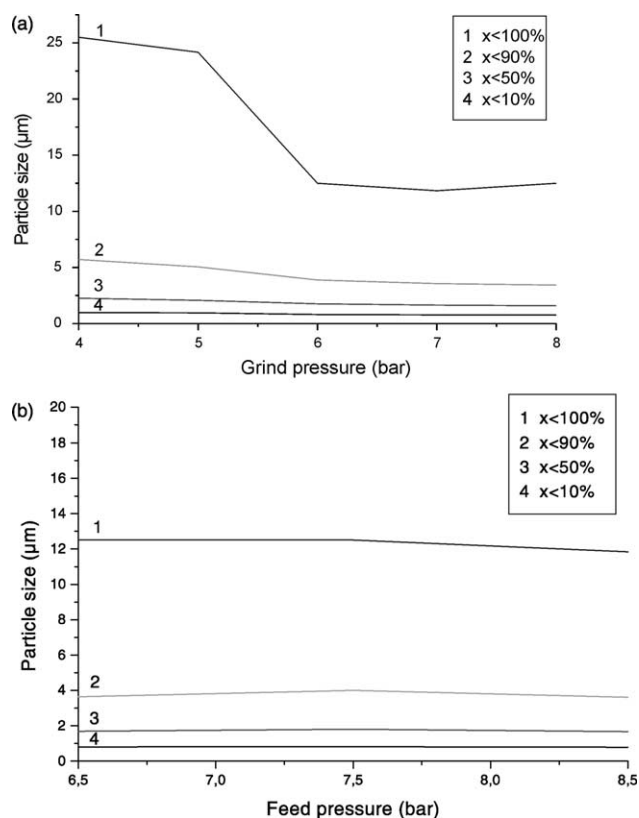 (a)
25
20
15
10
5
0
Particle size (µm)
1
2
3
4
1 x<100%
2 x<90%
3 x<50%
4 x<10%
4 5 6 7 8
Grind pressure (bar)
(b)
20
18
16
14
12
10
8
6
4
2
0
Particle size (µm)
1
2
3
4
1 x<100%
2 x<90%
3 x<50%
4 x<10%
6,5 7,0 7,5 8,0 8,5
Feed pressure (bar)